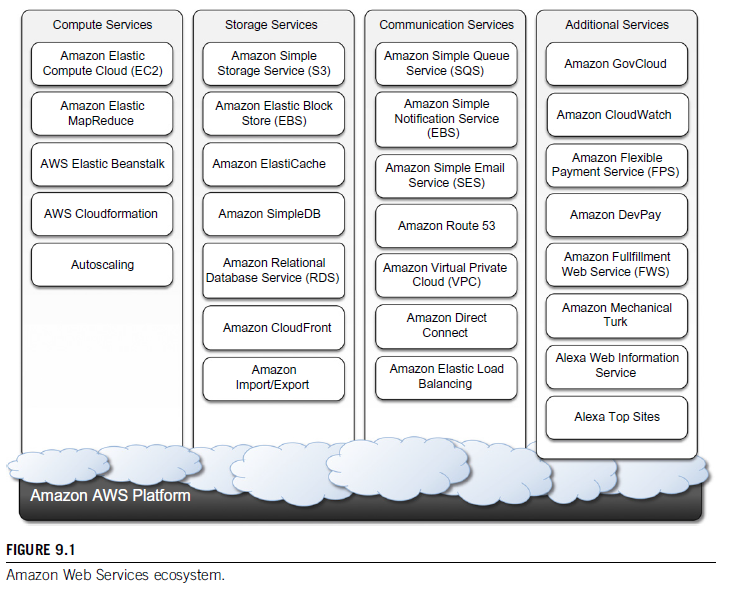 Compute Services
Amazon Elastic
Compute Cloud (EC2)
Amazon Elastic
MapReduce
AWS Elastic Beanstalk
AWS Cloudformation
Autoscaling
Storage Services
Amazon Simple
Storage Service (S3)
Amazon Elastic Block
Store (EBS)
Amazon ElastiCache
Amazon SimpleDB
Amazon Relational
Database Service (RDS)
Amazon CloudFront
Amazon
Import/Export
Communication Services
Amazon Simple Queue
Service (SQS)
Amazon Simple
Notification Service
(EBS)
Amazon Simple Email
Service (SES)
Amazon Route 53
Amazon Virtual Private
Cloud (VPC)
Amazon Direct
Connect
Amazon Elastic Load
Balancing
Additional Services
Amazon GovCloud
Amazon CloudWatch
Amazon Flexible
Payment Service (FPS)
Amazon DevPay
Amazon Fullfillment
Web Service (FWS)
Amazon Mechanical
Turk
Alexa Web Information
Service
Alexa Top Sites
Amazon AWS Platform
FIGURE 9.1
Amazon Web Services ecosystem.